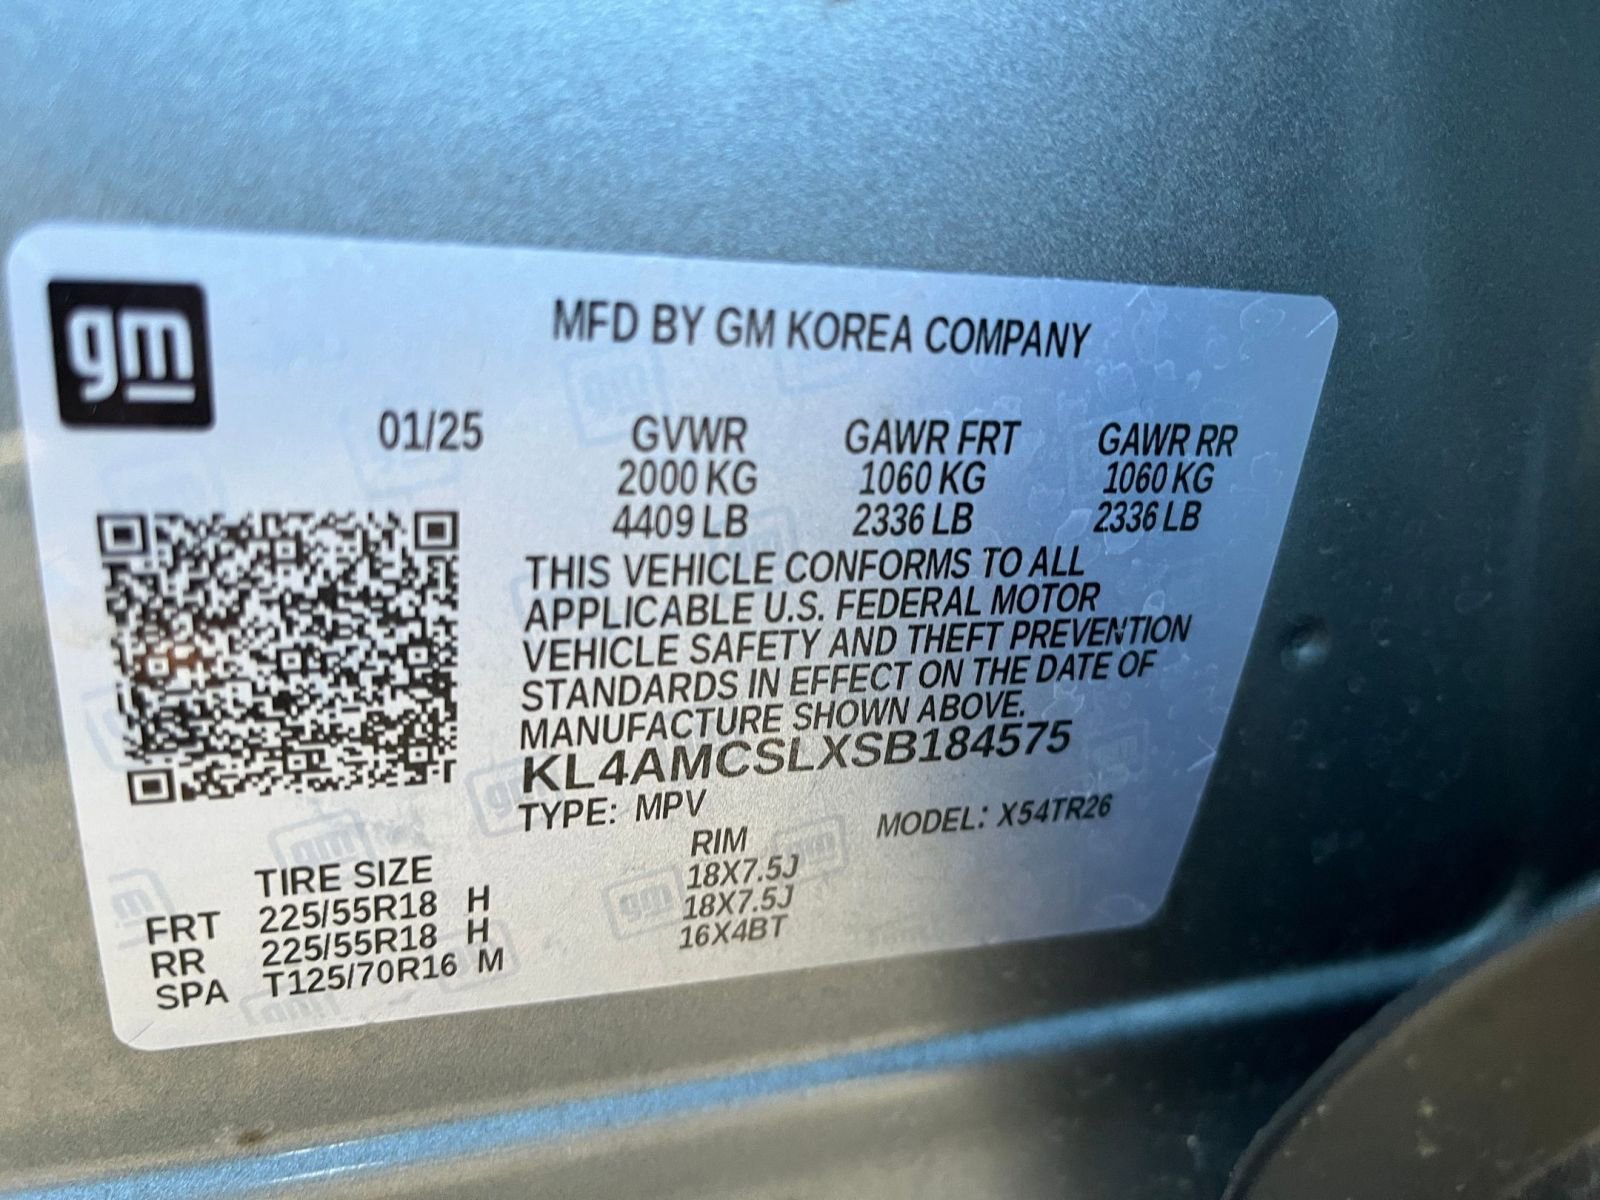 gm
MFD BY GM KOREA COMPANY
01/25 GVWR GAWR FRT GAWR RR
2000 KG 1060 KG 1060 KG
4409 LB 2336 LB 2336 LB
THIS VEHICLE CONFORMS TO ALL
APPLICABLE U.S. FEDERAL MOTOR
VEHICLE SAFETY AND THEFT PREVENTION
STANDARDS IN EFFECT ON THE DATE OF
MANUFACTURE SHOWN ABOVE.
KL4AMCSLXSB184575
TYPE: MPV MODEL: X54TR26
TIRE SIZE RIM
FRT 225/55R18 H 18X7.5J
RR 225/55R18 H 18X7.5J
SPA T125/70R16 M 16X4BT